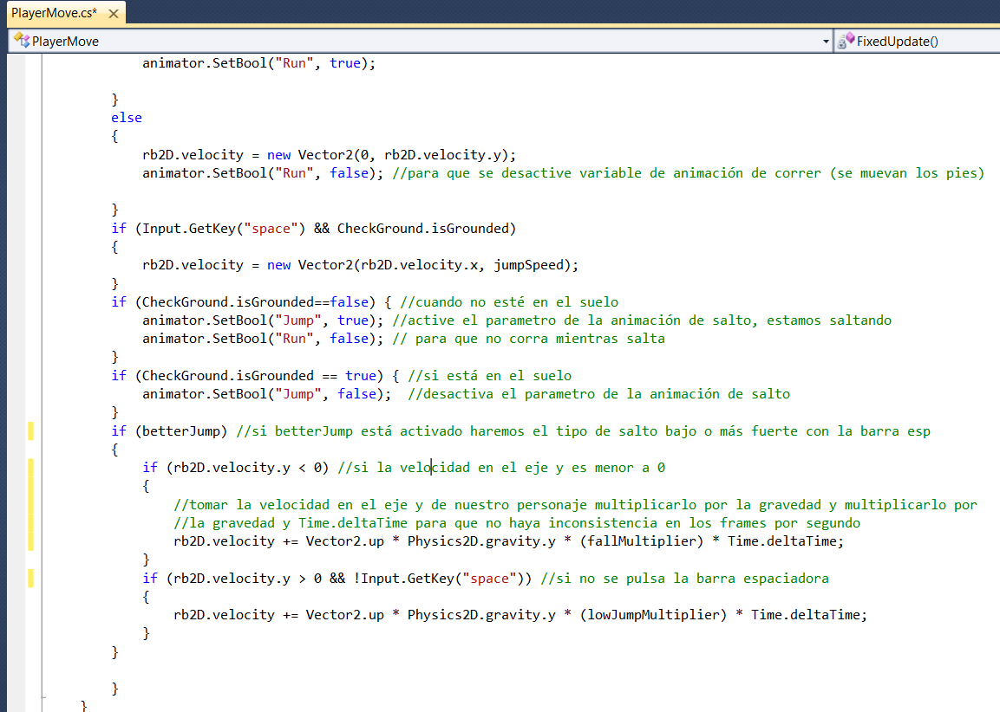 PlayerMove.cs*
PlayerMove FixedUpdate()
animator.SetBool("Run", true);
}
else
{
rb2D.velocity = new Vector2(0, rb2D.velocity.y);
animator.SetBool("Run", false); //para que se desactive variable de animación de correr (se muevan los pies)
}
if (Input.GetKey("space") && CheckGround.isGrounded)
{
rb2D.velocity = new Vector2(rb2D.velocity.x, jumpSpeed);
}
if (CheckGround.isGrounded==false) { //cuando no esté en el suelo
animator.SetBool("Jump", true); //active el parametro de la animación de salto, estamos saltando
animator.SetBool("Run", false); // para que no corra mientras salta
}
if (CheckGround.isGrounded == true) { //si está en el suelo
animator.SetBool("Jump", false);  //desactiva el parametro de la animación de salto
}
if (betterJump) //si betterJump está activado haremos el tipo de salto bajo o más fuerte con la barra esp
{
if (rb2D.velocity.y < 0) //si la velocidad en el eje y es menor a 0
{
//tomar la velocidad en el eje y de nuestro personaje multiplicarlo por la gravedad y multiplicarlo por
//la gravedad y Time.deltaTime para que no haya inconsistencia en los frames por segundo
rb2D.velocity += Vector2.up * Physics2D.gravity.y * (fallMultiplier) * Time.deltaTime;
}
if (rb2D.velocity.y > 0 && !Input.GetKey("space")) //si no se pulsa la barra espaciadora
{
rb2D.velocity += Vector2.up * Physics2D.gravity.y * (lowJumpMultiplier) * Time.deltaTime;
}
}
}
}